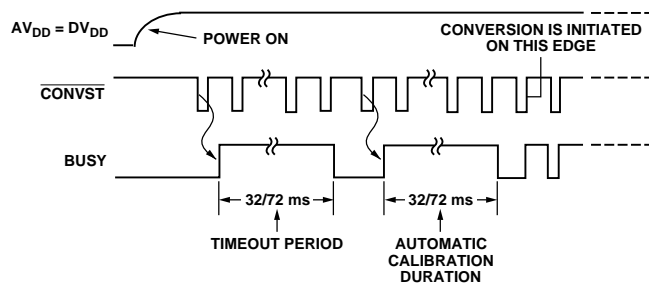 AVDD = DVDD
POWER ON
CONVERSION IS INITIATED
ON THIS EDGE
CONVST
BUSY
32/72 ms
32/72 ms
TIMEOUT PERIOD
AUTOMATIC
CALIBRATION
DURATION